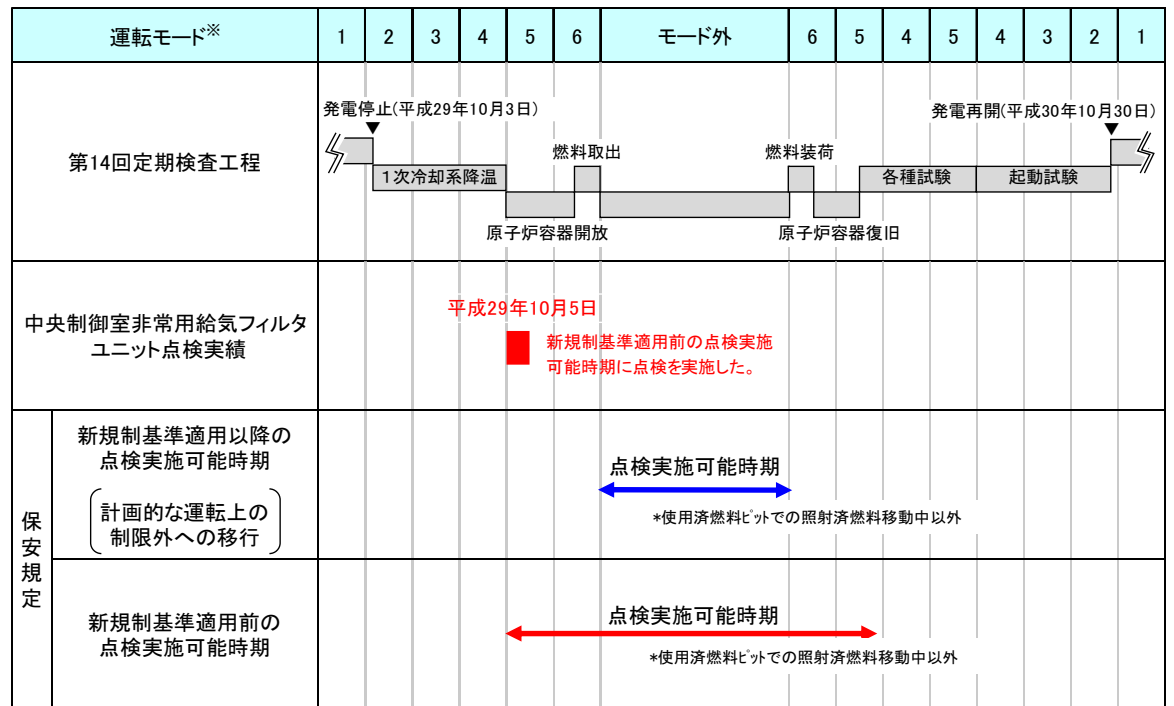 運転モード※ 1 2 3 4 5 6 モード外 6 5 4 5 4 3 2 1
第14回定期検査工程
発電停止(平成29年10月3日)
発電再開(平成30年10月30日)
燃料取出
燃料装荷
1次冷却系降温
各種試験
起動試験
原子炉容器開放
原子炉容器復旧
中央制御室非常用給気フィルタ
ユニット点検実績
平成29年10月5日
新規制基準適用前の点検実施
可能時期に点検を実施した。
保安規定
新規制基準適用以降の
点検実施可能時期
計画的な運転上の
制限外への移行
点検実施可能時期
*使用済燃料ピットでの照射済燃料移動中以外
新規制基準適用前の
点検実施可能時期
点検実施可能時期
*使用済燃料ピットでの照射済燃料移動中以外